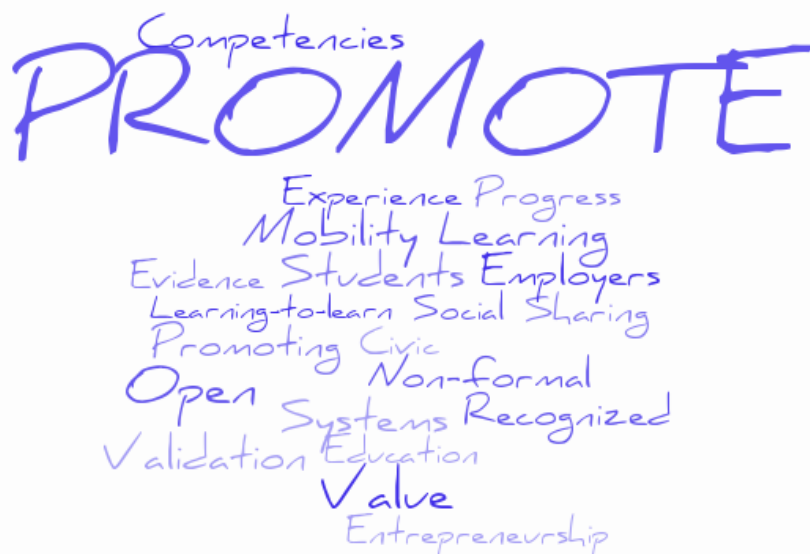 Competencies
PROMOTE
Experience Progress
Mobility Learning
Evidence Students Employers
Learning-to-learn Social Sharing
Promoting Civic
Open Non-formal
Systems Recognized
Validation Education
Value
Entrepreneurship